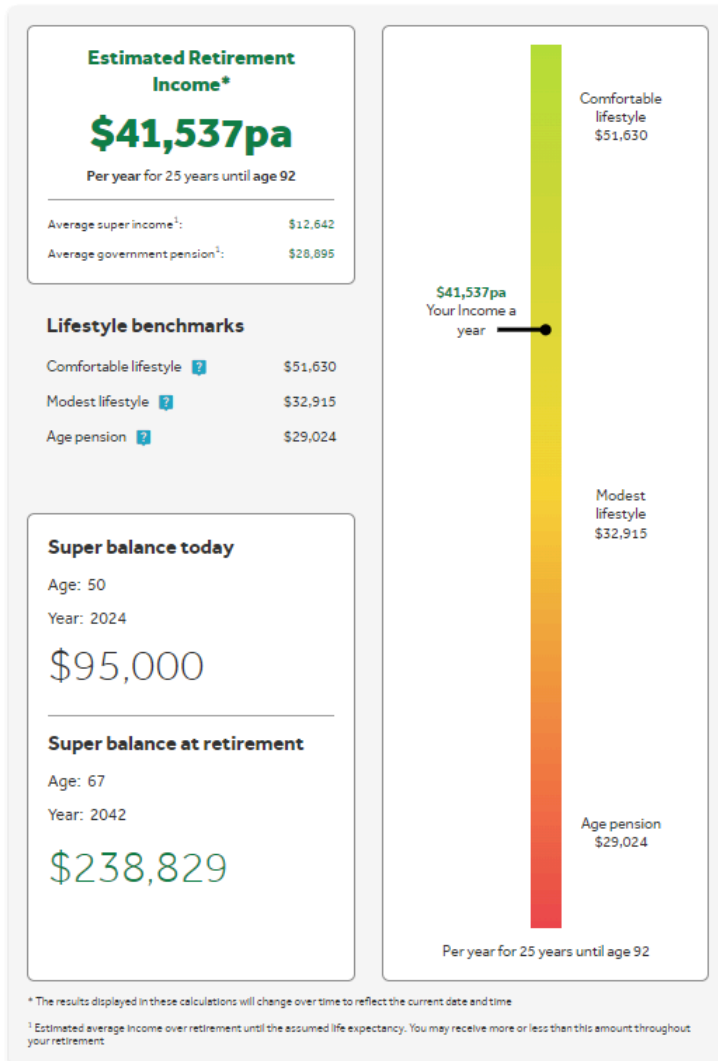 Estimated Retirement
Income*
$41,537pa
Per year for 25 years until age 92
Average super income¹: $12,642
Average government pension¹: $28,895
Lifestyle benchmarks
Comfortable lifestyle ? $51,630
Modest lifestyle ? $32,915
Age pension ? $29,024
Super balance today
Age: 50
Year: 2024
$95,000
Super balance at retirement
Age: 67
Year: 2042
$238,829
Comfortable
lifestyle
$51,630
$41,537pa
Your Income a
year
Modest
lifestyle
$32,915
Age pension
$29,024
Per year for 25 years until age 92
* The results displayed in these calculations will change over time to reflect the current date and time
¹ Estimated average income over retirement until the assumed life expectancy. You may receive more or less than this amount throughout
your retirement